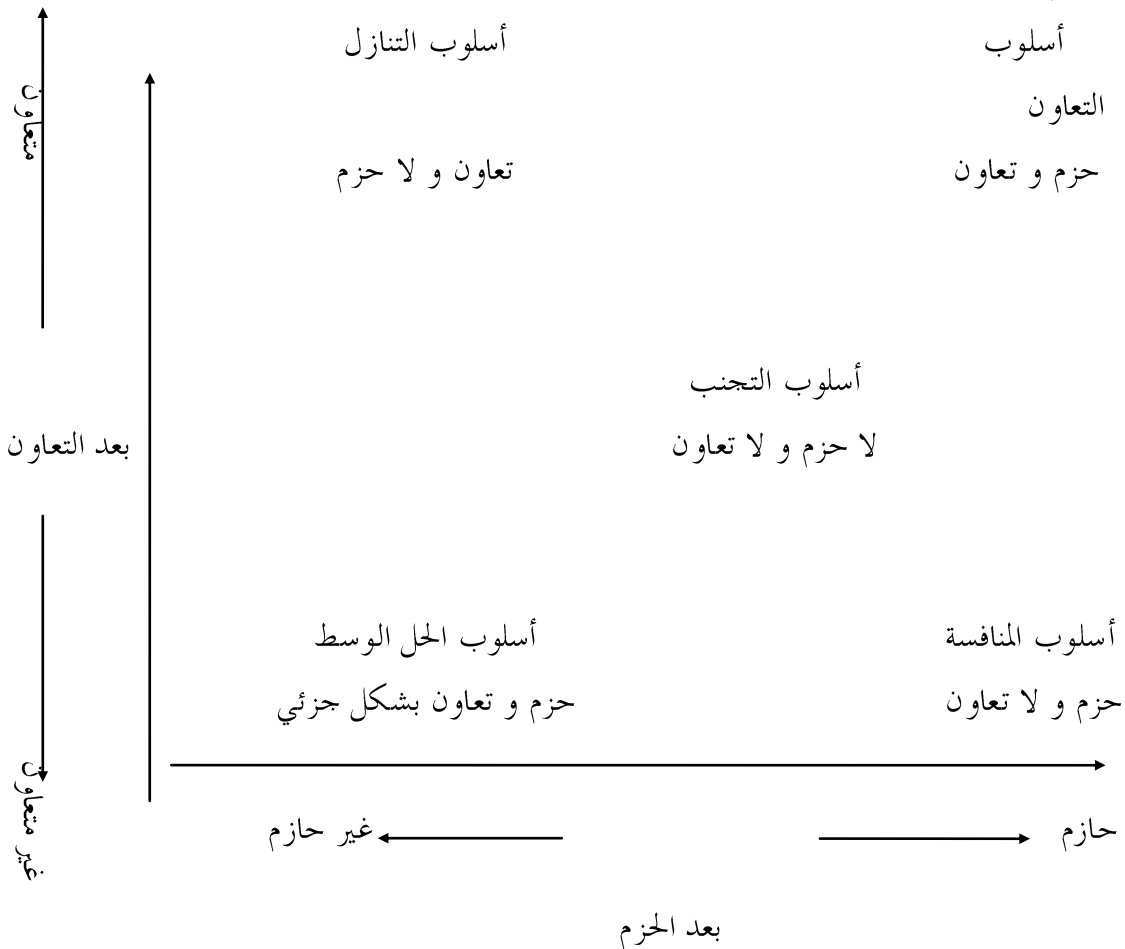 أسلوب
التعاون
حزم و تعاون
أسلوب التنازل
تعاون و لا حزم
متعاون
أسلوب التجنب
لا حزم و لا تعاون
بعد التعاون
أسلوب المنافسة
حزم و لا تعاون
أسلوب الحل الوسط
حزم و تعاون بشكل جزئي
غير متعاون
حازم
غير حازم
بعد الحزم